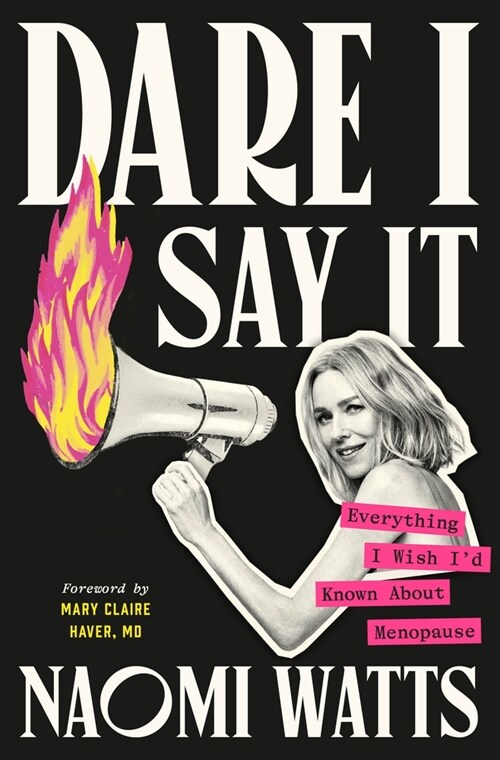 DARE I
SAY IT
Everything
I Wish I'd
Known About
Menopause
Foreword by
MARY CLAIRE
HAVER, MD
NAOMI WATTS